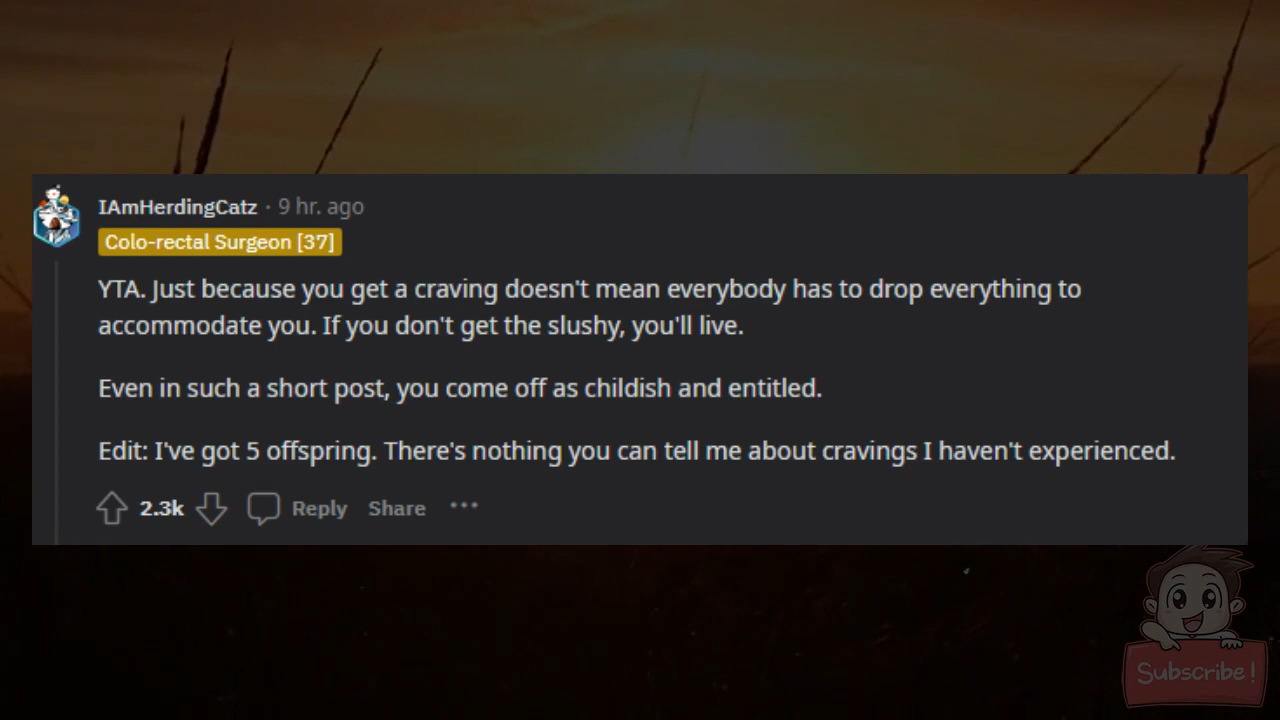 IAmHerdingCatz · 9 hr. ago
Colo-rectal Surgeon [37]
YTA. Just because you get a craving doesn't mean everybody has to drop everything to
accommodate you. If you don't get the slushy, you'll live.
Even in such a short post, you come off as childish and entitled.
Edit: I've got 5 offspring. There's nothing you can tell me about cravings I haven't experienced.
2.3k Reply Share ···
Subscribe!